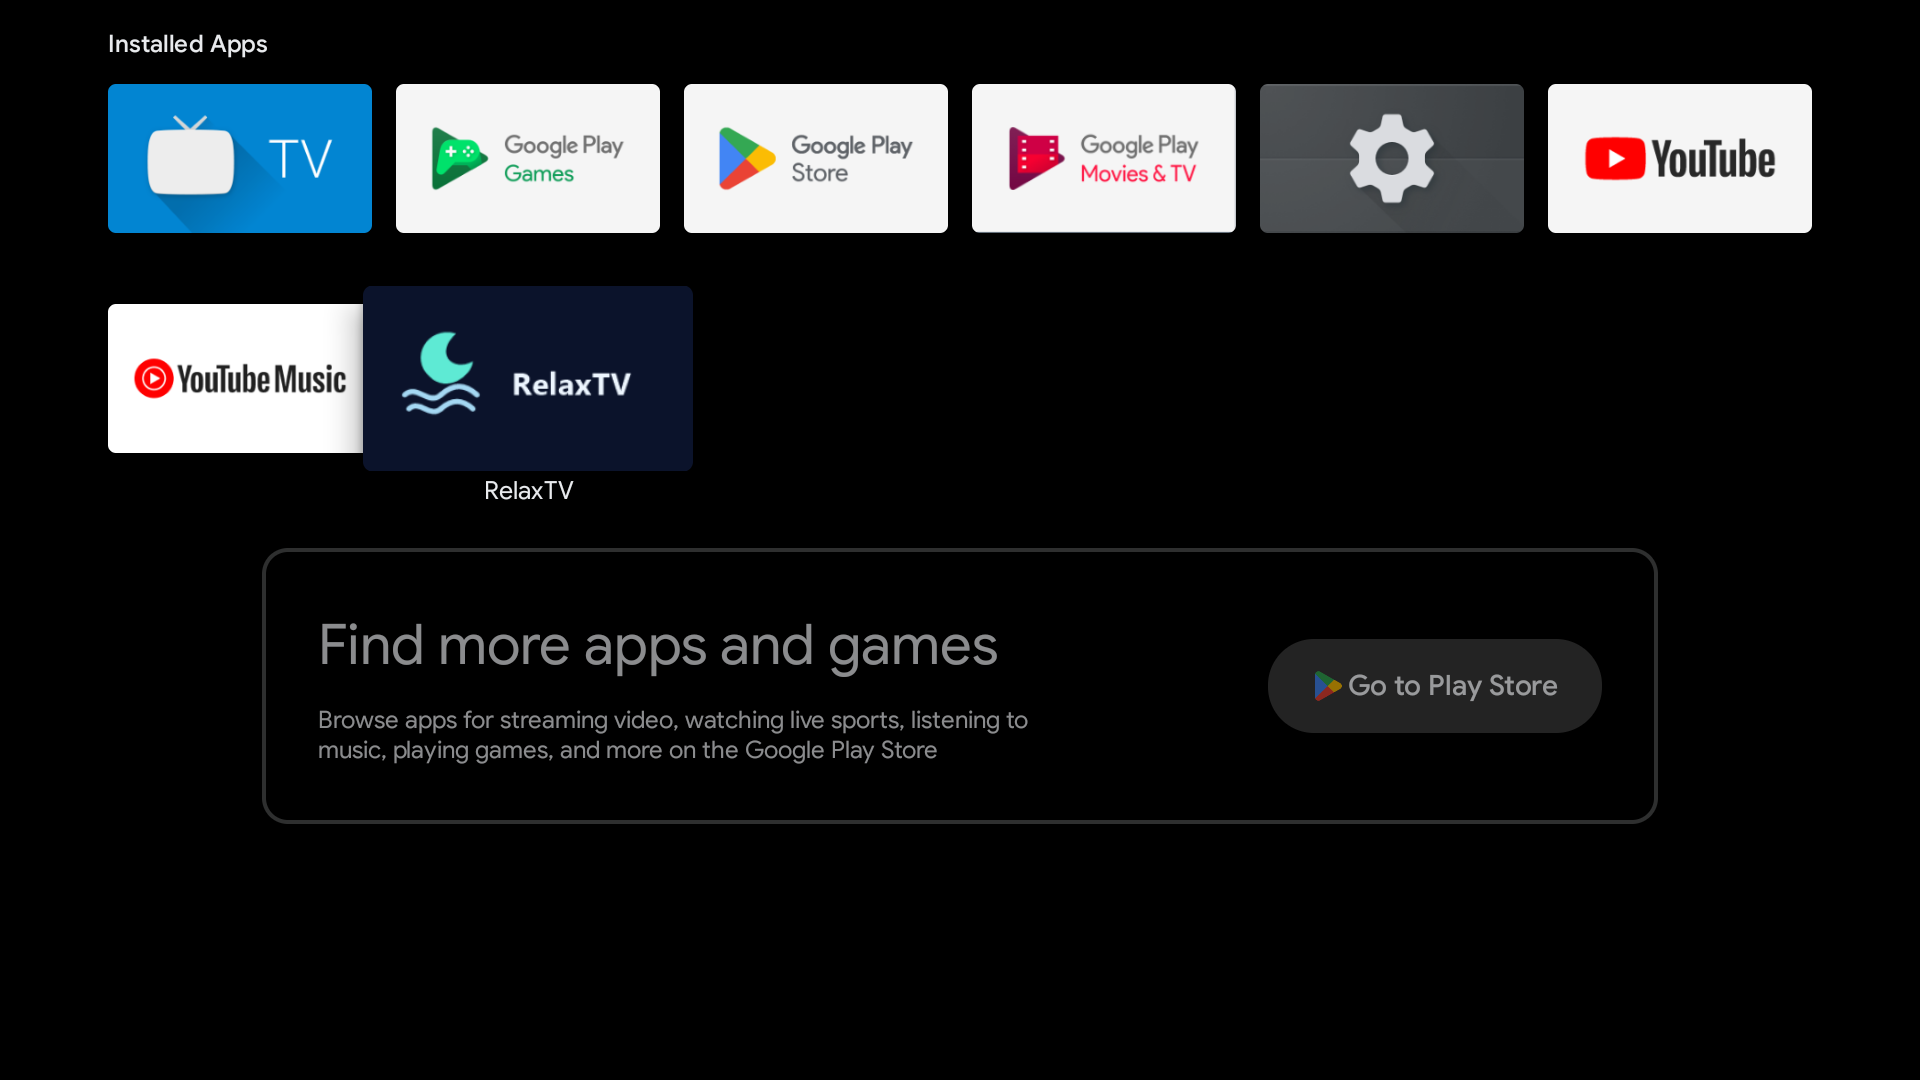 Installed Apps
TV
Google Play
Games
Google Play
Store
Google Play
Movies & TV
YouTube
YouTube Music
RelaxTV
RelaxTV
Find more apps and games
Browse apps for streaming video, watching live sports, listening to
music, playing games, and more on the Google Play Store
Go to Play Store